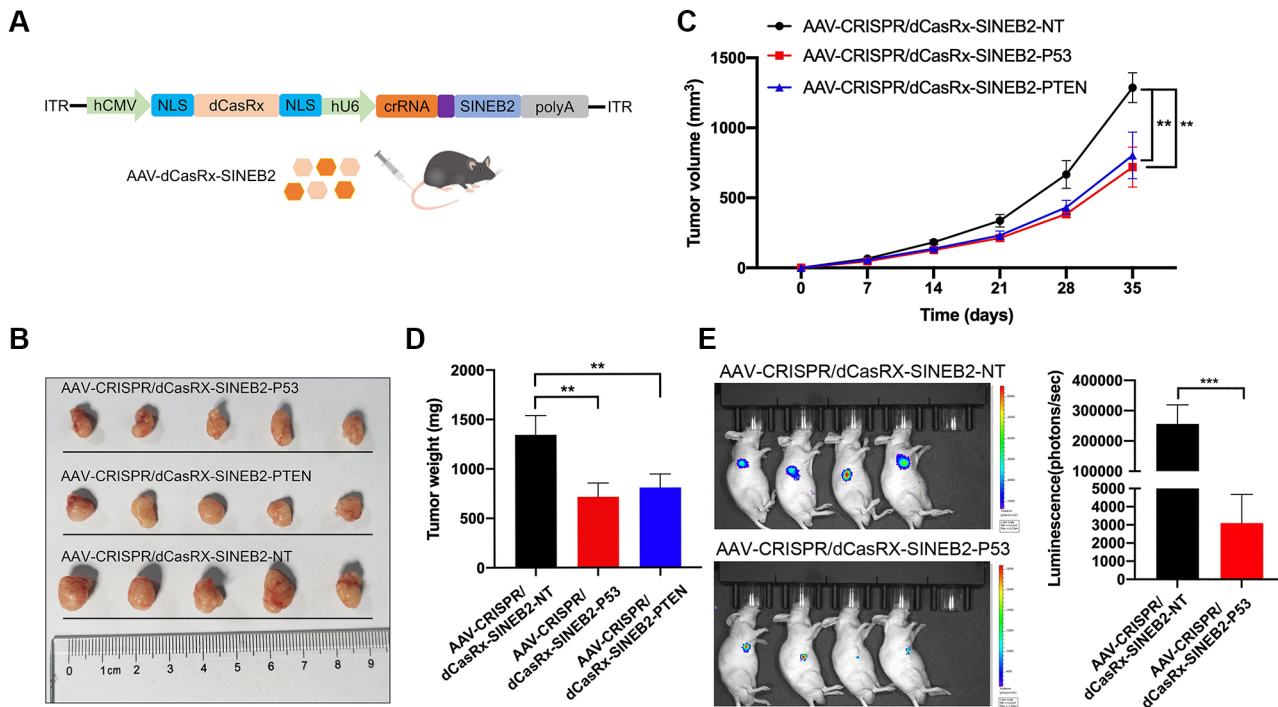 A
ITR hCMV NLS dCasRx NLS hU6 crRNA SINEB2 polyA ITR
AAV-dCasRx-SINEB2
B
AAV-CRISPR/dCasRX-SINEB2-P53
AAV-CRISPR/dCasRX-SINEB2-PTEN
AAV-CRISPR/dCasRX-SINEB2-NT
0 1cm 2 3 4 5 6 7 8 9
C
AAV-CRISPR/dCasRx-SINEB2-NT
AAV-CRISPR/dCasRx-SINEB2-P53
AAV-CRISPR/dCasRx-SINEB2-PTEN
Tumor volume (mm³)
1500
1000
500
0
** **
0 7 14 21 28 35
Time (days)
D
Tumor weight (mg)
2000
1500
1000
500
0
**
**
AAV-CRISPR/
dCasRx-SINEB2-NT
AAV-CRISPR/
dCasRx-SINEB2-P53
AAV-CRISPR/
dCasRx-SINEB2-PTEN
E
AAV-CRISPR/dCasRX-SINEB2-NT
AAV-CRISPR/dCasRX-SINEB2-P53
Luminescence(photons/sec)
400000
300000
200000
100000
5000
4000
3000
2000
1000
0
***
AAV-CRISPR/
dCasRx-SINEB2-NT
AAV-CRISPR/
dCasRx-SINEB2-P53